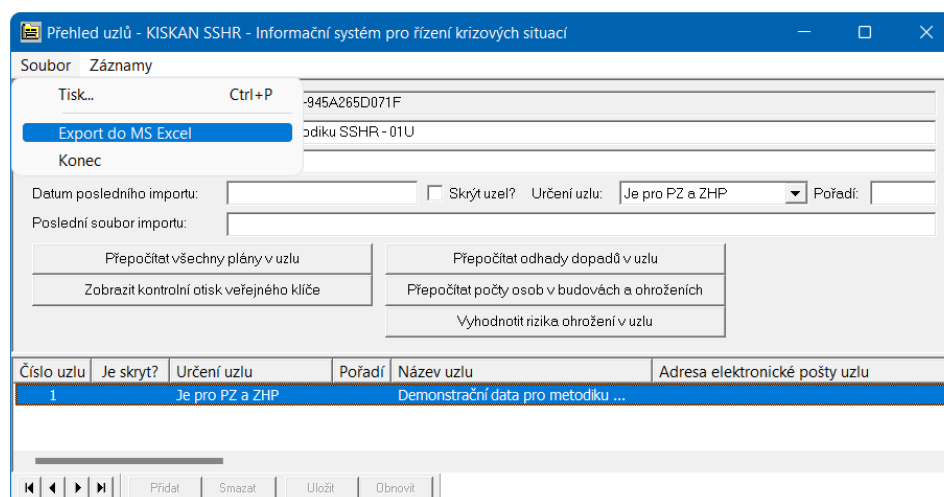 Přehled uzlů - KISKAN SSHR - Informační systém pro řízení krizových situací
Soubor Záznamy
Tisk... Ctrl+P
-945A265D071F
Export do MS Excel
odiku SSHR - 01U
Konec
Datum posledního importu: Skrýt uzel? Určení uzlu: Je pro PZ a ZHP Pořadí:
Poslední soubor importu:
Přepočítat všechny plány v uzlu Přepočítat odhady dopadů v uzlu
Zobrazit kontrolní otisk veřejného klíče Přepočítat počty osob v budovách a ohroženích
Vyhodnotit rizika ohrožení v uzlu
Číslo uzlu Je skryt? Určení uzlu Pořadí Název uzlu Adresa elektronické pošty uzlu
1 Je pro PZ a ZHP Demonstrační data pro metodiku ...
Přidat Smazat Uložit Obnovit